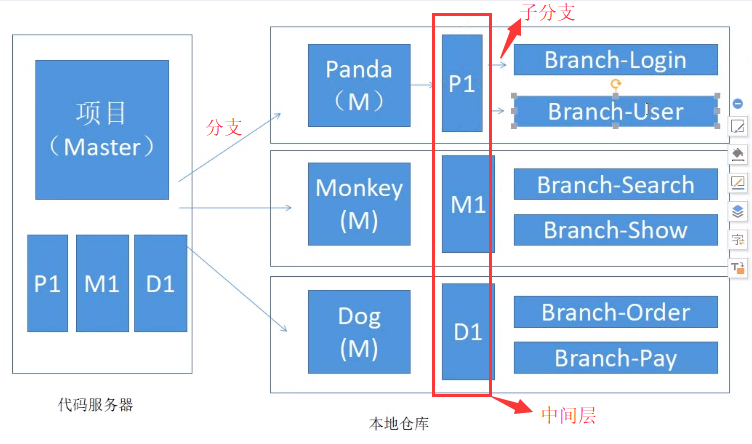 子分支
项目
（Master）
P1
M1
D1
代码服务器
分支
Panda
（M）
P1
Branch-Login
Branch-User
Monkey
(M)
M1
Branch-Search
Branch-Show
Dog
(M)
D1
Branch-Order
Branch-Pay
中间层
本地仓库
字
T